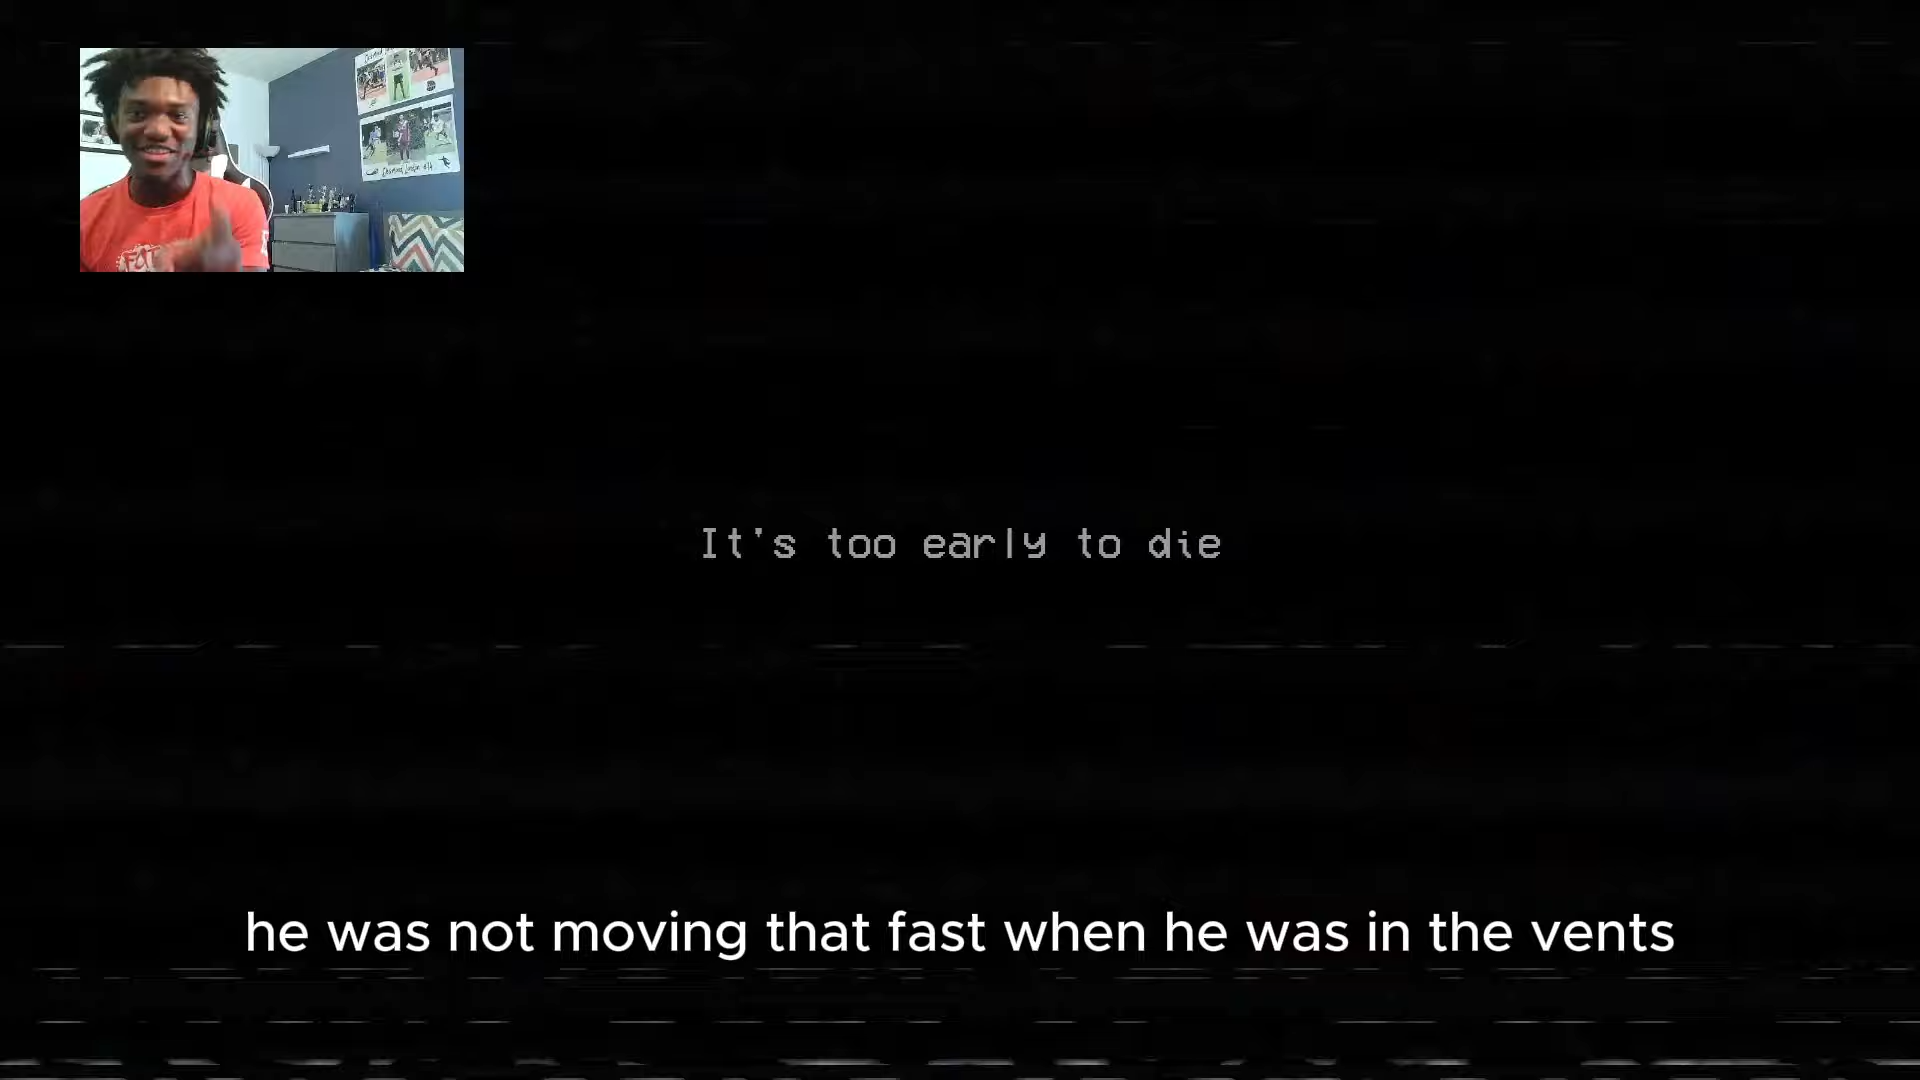 It's too early to die
he was not moving that fast when he was in the vents